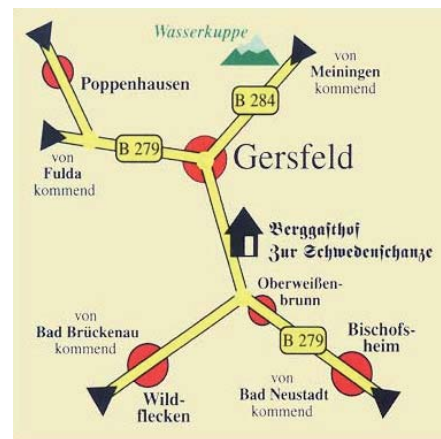 Wasserkuppe
von
Meiningen
kommend
Poppenhausen
B 284
B 279
Gersfeld
von
Fulda
kommend
Berggasthof
Zur Schwedenschanze
Oberweißen-
brunn
von
Bad Brückenau
kommend
Bischofs-
heim
B 279
Wild-
flecken
von
Bad Neustadt
kommend